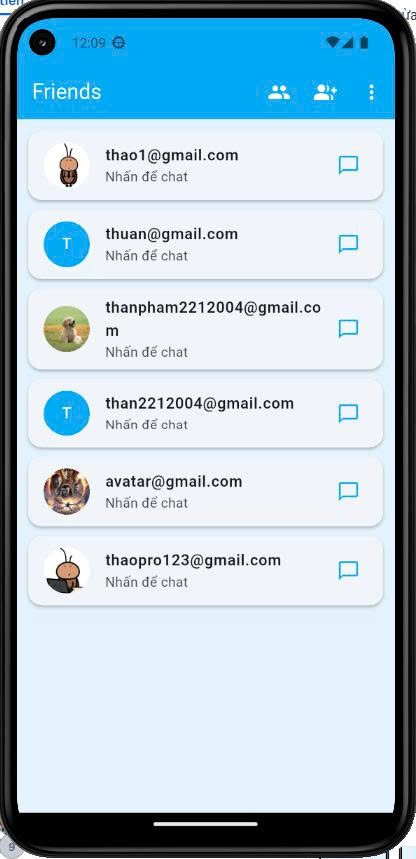 12:09
Friends
thao1@gmail.com
Nhấn để chat
T
thuan@gmail.com
Nhấn để chat
thanpham2212004@gmail.co
m
Nhấn để chat
T
than2212004@gmail.com
Nhấn để chat
avatar@gmail.com
Nhấn để chat
thaopro123@gmail.com
Nhấn để chat
9